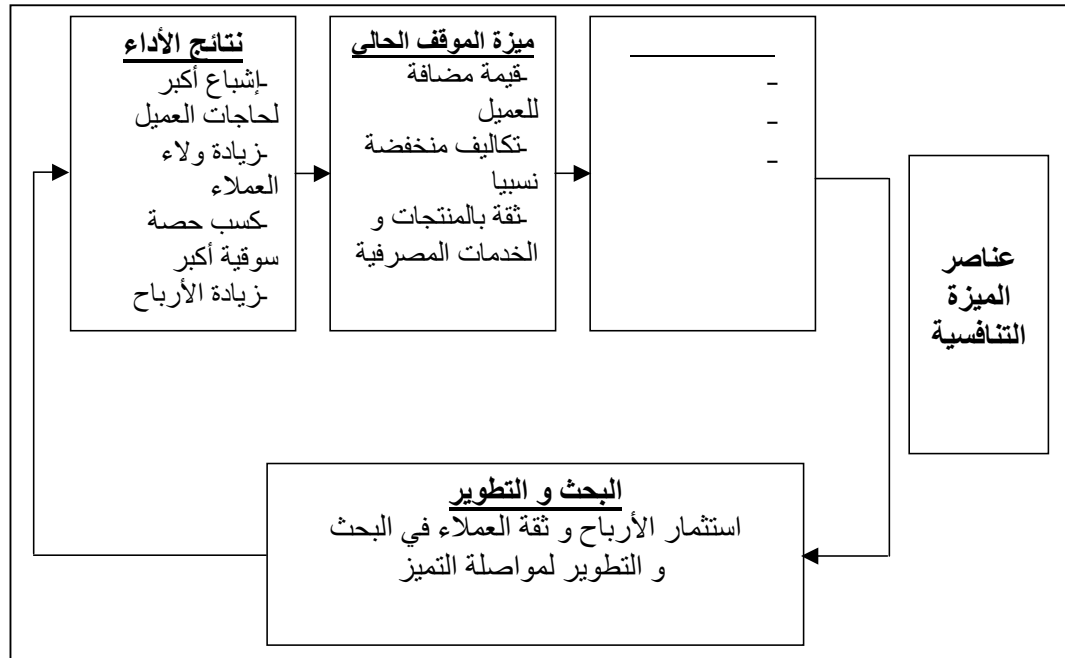 عناصر
الميزة
التنافسية
–
–
–
ميزة الموقف الحالي
-قيمة مضافة
للعميل
-تكاليف منخفضة
نسبيا
-ثقة بالمنتجات و
الخدمات المصرفية
نتائج الأداء
-إشباع أكبر
لحاجات العميل
-زيادة ولاء
العملاء
-كسب حصة
سوقية أكبر
-زيادة الأرباح
البحث و التطوير
استثمار الأرباح و ثقة العملاء في البحث
و التطوير لمواصلة التميز